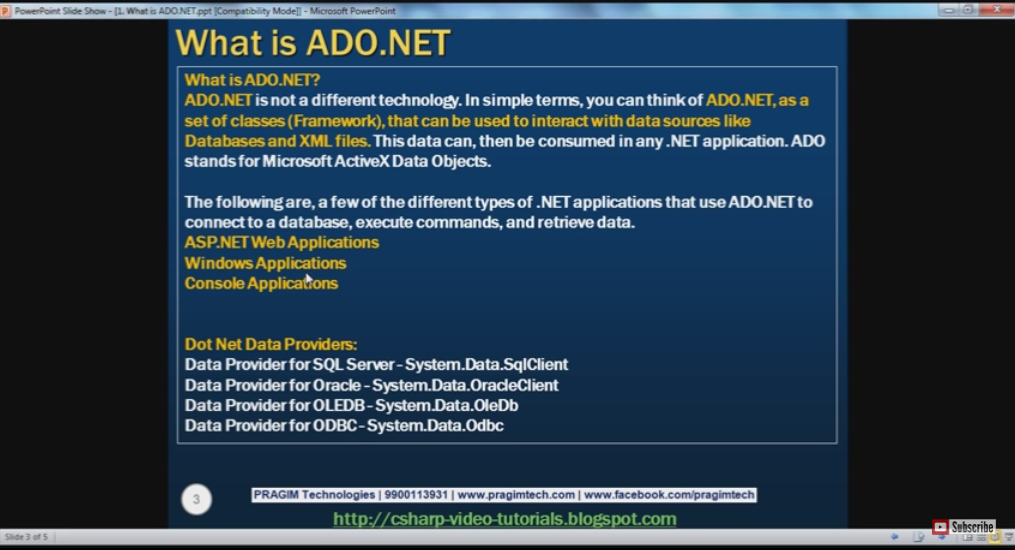 PowerPoint Slide Show - [1. What is ADO.NET.ppt [Compatibility Mode]] - Microsoft PowerPoint
What is ADO.NET
What is ADO.NET?
ADO.NET is not a different technology. In simple terms, you can think of ADO.NET, as a
set of classes (Framework), that can be used to interact with data sources like
Databases and XML files. This data can, then be consumed in any .NET application. ADO
stands for Microsoft ActiveX Data Objects.
The following are, a few of the different types of .NET applications that use ADO.NET to
connect to a database, execute commands, and retrieve data.
ASP.NET Web Applications
Windows Applications
Console Applications
Dot Net Data Providers:
Data Provider for SQL Server - System.Data.SqlClient
Data Provider for Oracle - System.Data.OracleClient
Data Provider for OLEDB - System.Data.OleDb
Data Provider for ODBC - System.Data.Odbc
3
PRAGIM Technologies | 9900113931 | www.pragimtech.com | www.facebook.com/pragimtech
http://csharp-video-tutorials.blogspot.com
Subscribe
Slide 3 of 5